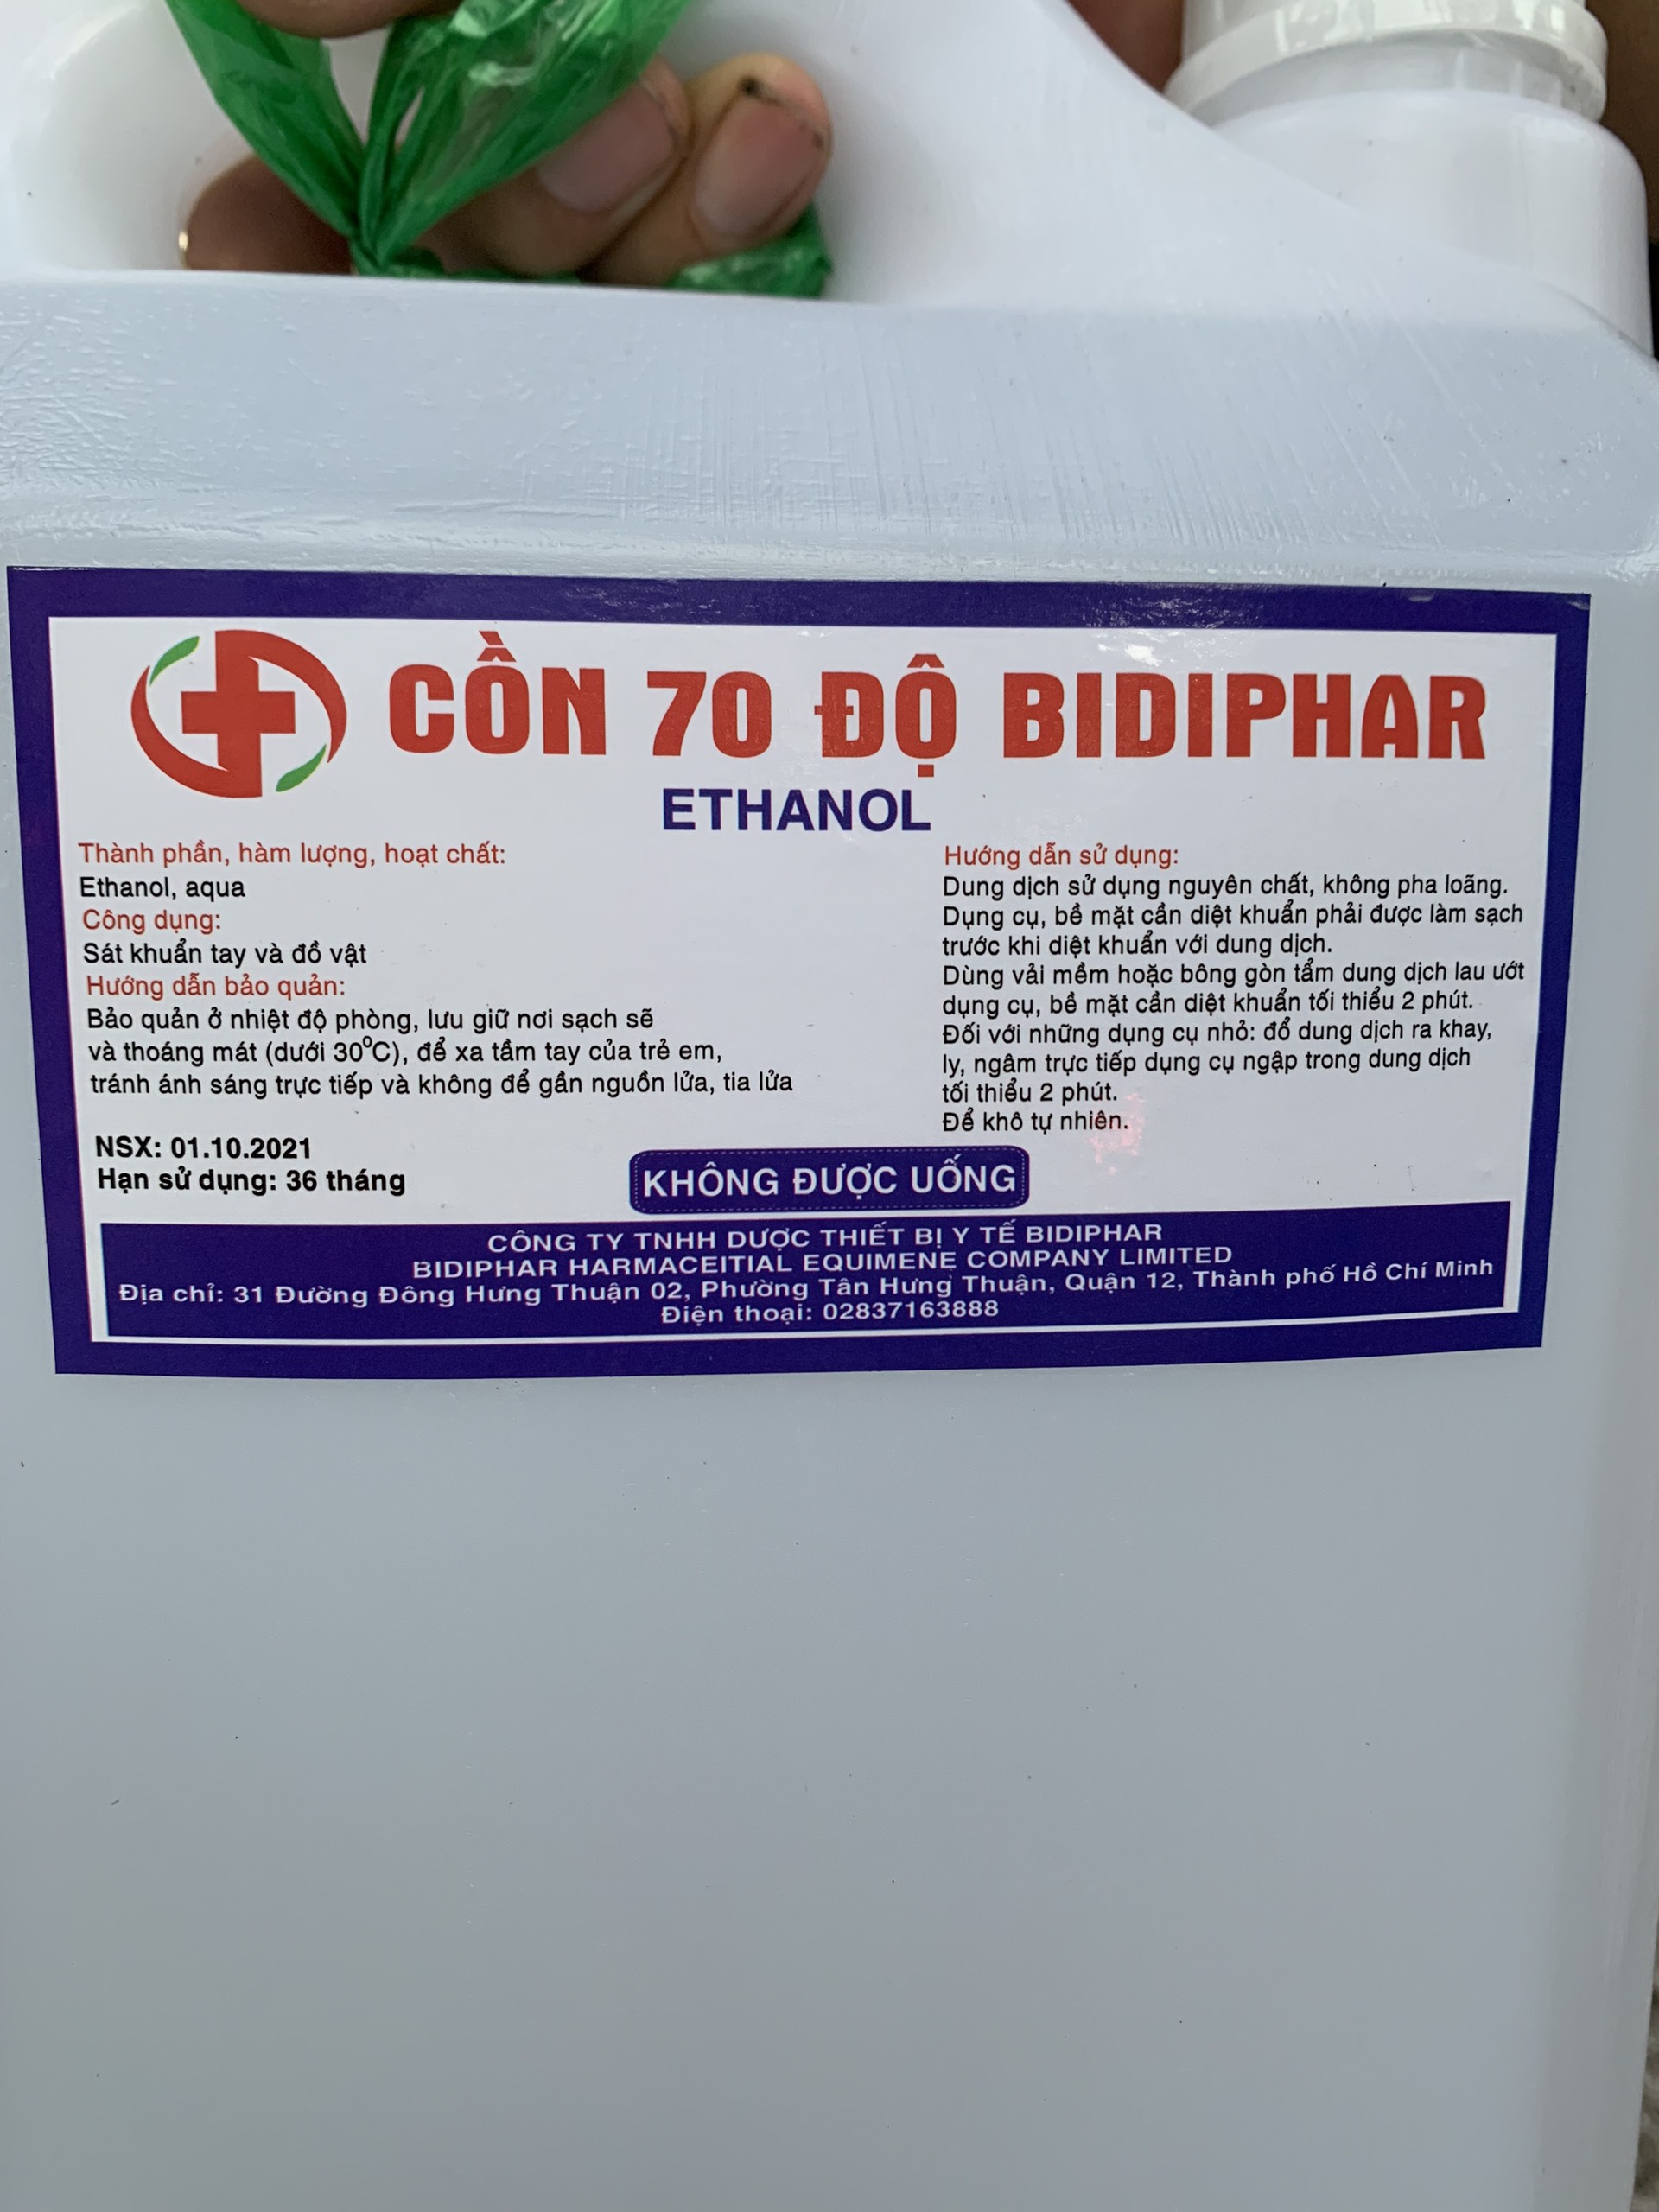 CỒN 70 ĐỘ BIDIPHAR
ETHANOL
Thành phần, hàm lượng, hoạt chất:
Ethanol, aqua
Công dụng:
Sát khuẩn tay và đồ vật
Hướng dẫn bảo quản:
Bảo quản ở nhiệt độ phòng, lưu giữ nơi sạch sẽ
và thoáng mát (dưới 30⁰C), để xa tầm tay của trẻ em,
tránh ánh sáng trực tiếp và không để gần nguồn lửa, tia lửa
NSX: 01.10.2021
Hạn sử dụng: 36 tháng
Hướng dẫn sử dụng:
Dung dịch sử dụng nguyên chất, không pha loãng.
Dụng cụ, bề mặt cần diệt khuẩn phải được làm sạch
trước khi diệt khuẩn với dung dịch.
Dùng vải mềm hoặc bông gòn tẩm dung dịch lau ướt
dụng cụ, bề mặt cần diệt khuẩn tối thiểu 2 phút.
Đối với những dụng cụ nhỏ: đổ dung dịch ra khay,
ly, ngâm trực tiếp dụng cụ ngập trong dung dịch
tối thiểu 2 phút.
Để khô tự nhiên.
KHÔNG ĐƯỢC UỐNG
CÔNG TY TNHH DƯỢC THIẾT BỊ Y TẾ BIDIPHAR
BIDIPHAR HARMACEITIAL EQUIMENE COMPANY LIMITED
Địa chỉ: 31 Đường Đông Hưng Thuận 02, Phường Tân Hưng Thuận, Quận 12, Thành phố Hồ Chí Minh
Điện thoại: 02837163888